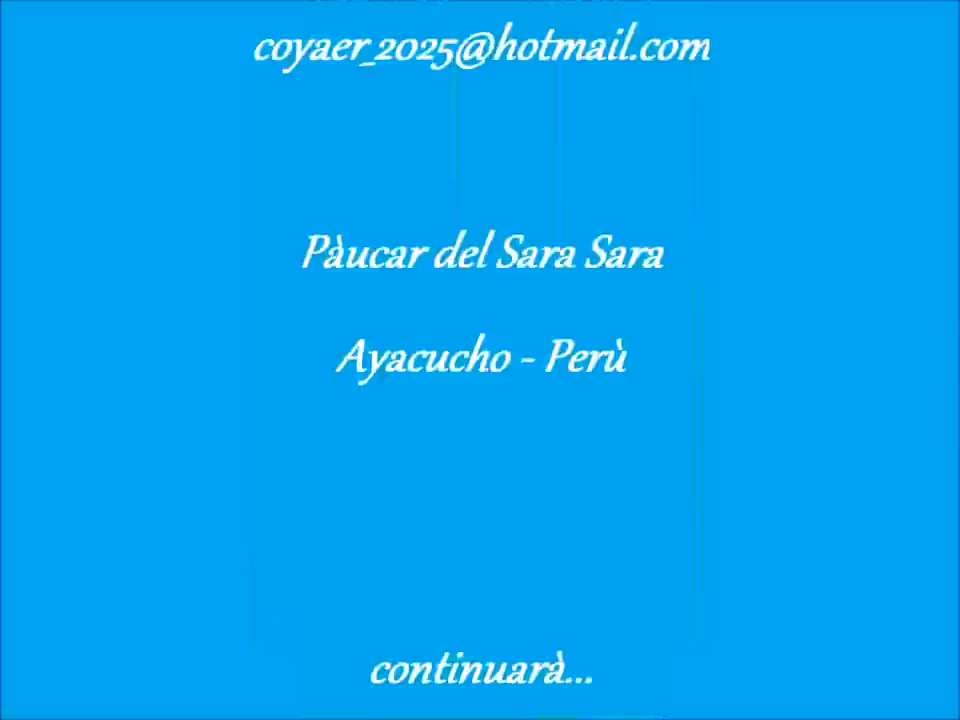 coyaer_2025@hotmail.com
Pàucar del Sara Sara
Ayacucho - Perù
continuarà...